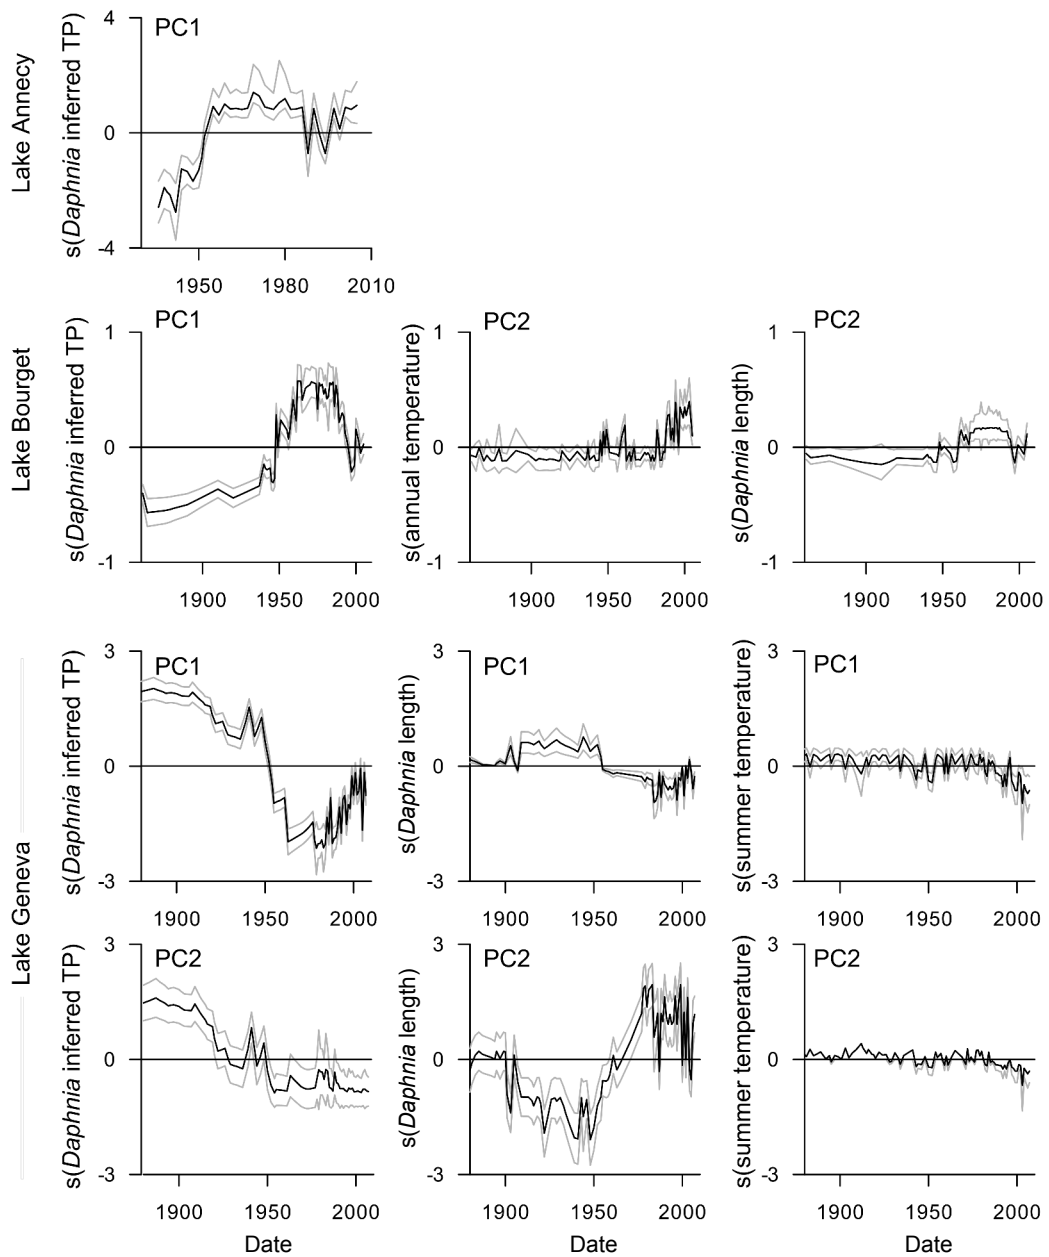 Lake Annecy
s(Daphnia inferred TP)
PC1
4
0
-4
1950 1980 2010
Lake Bourget
s(Daphnia inferred TP)
PC1
1
0
-1
1900 1950 2000
s(annual temperature)
PC2
1
0
-1
1900 1950 2000
s(Daphnia length)
PC2
1
0
-1
1900 1950 2000
Lake Geneva
s(Daphnia inferred TP)
PC1
3
0
-3
1900 1950 2000
s(Daphnia length)
PC1
3
0
-3
1900 1950 2000
s(summer temperature)
PC1
3
0
-3
1900 1950 2000
s(Daphnia inferred TP)
PC2
3
0
-3
1900 1950 2000
Date
s(Daphnia length)
PC2
3
0
-3
1900 1950 2000
Date
s(summer temperature)
PC2
3
0
-3
1900 1950 2000
Date